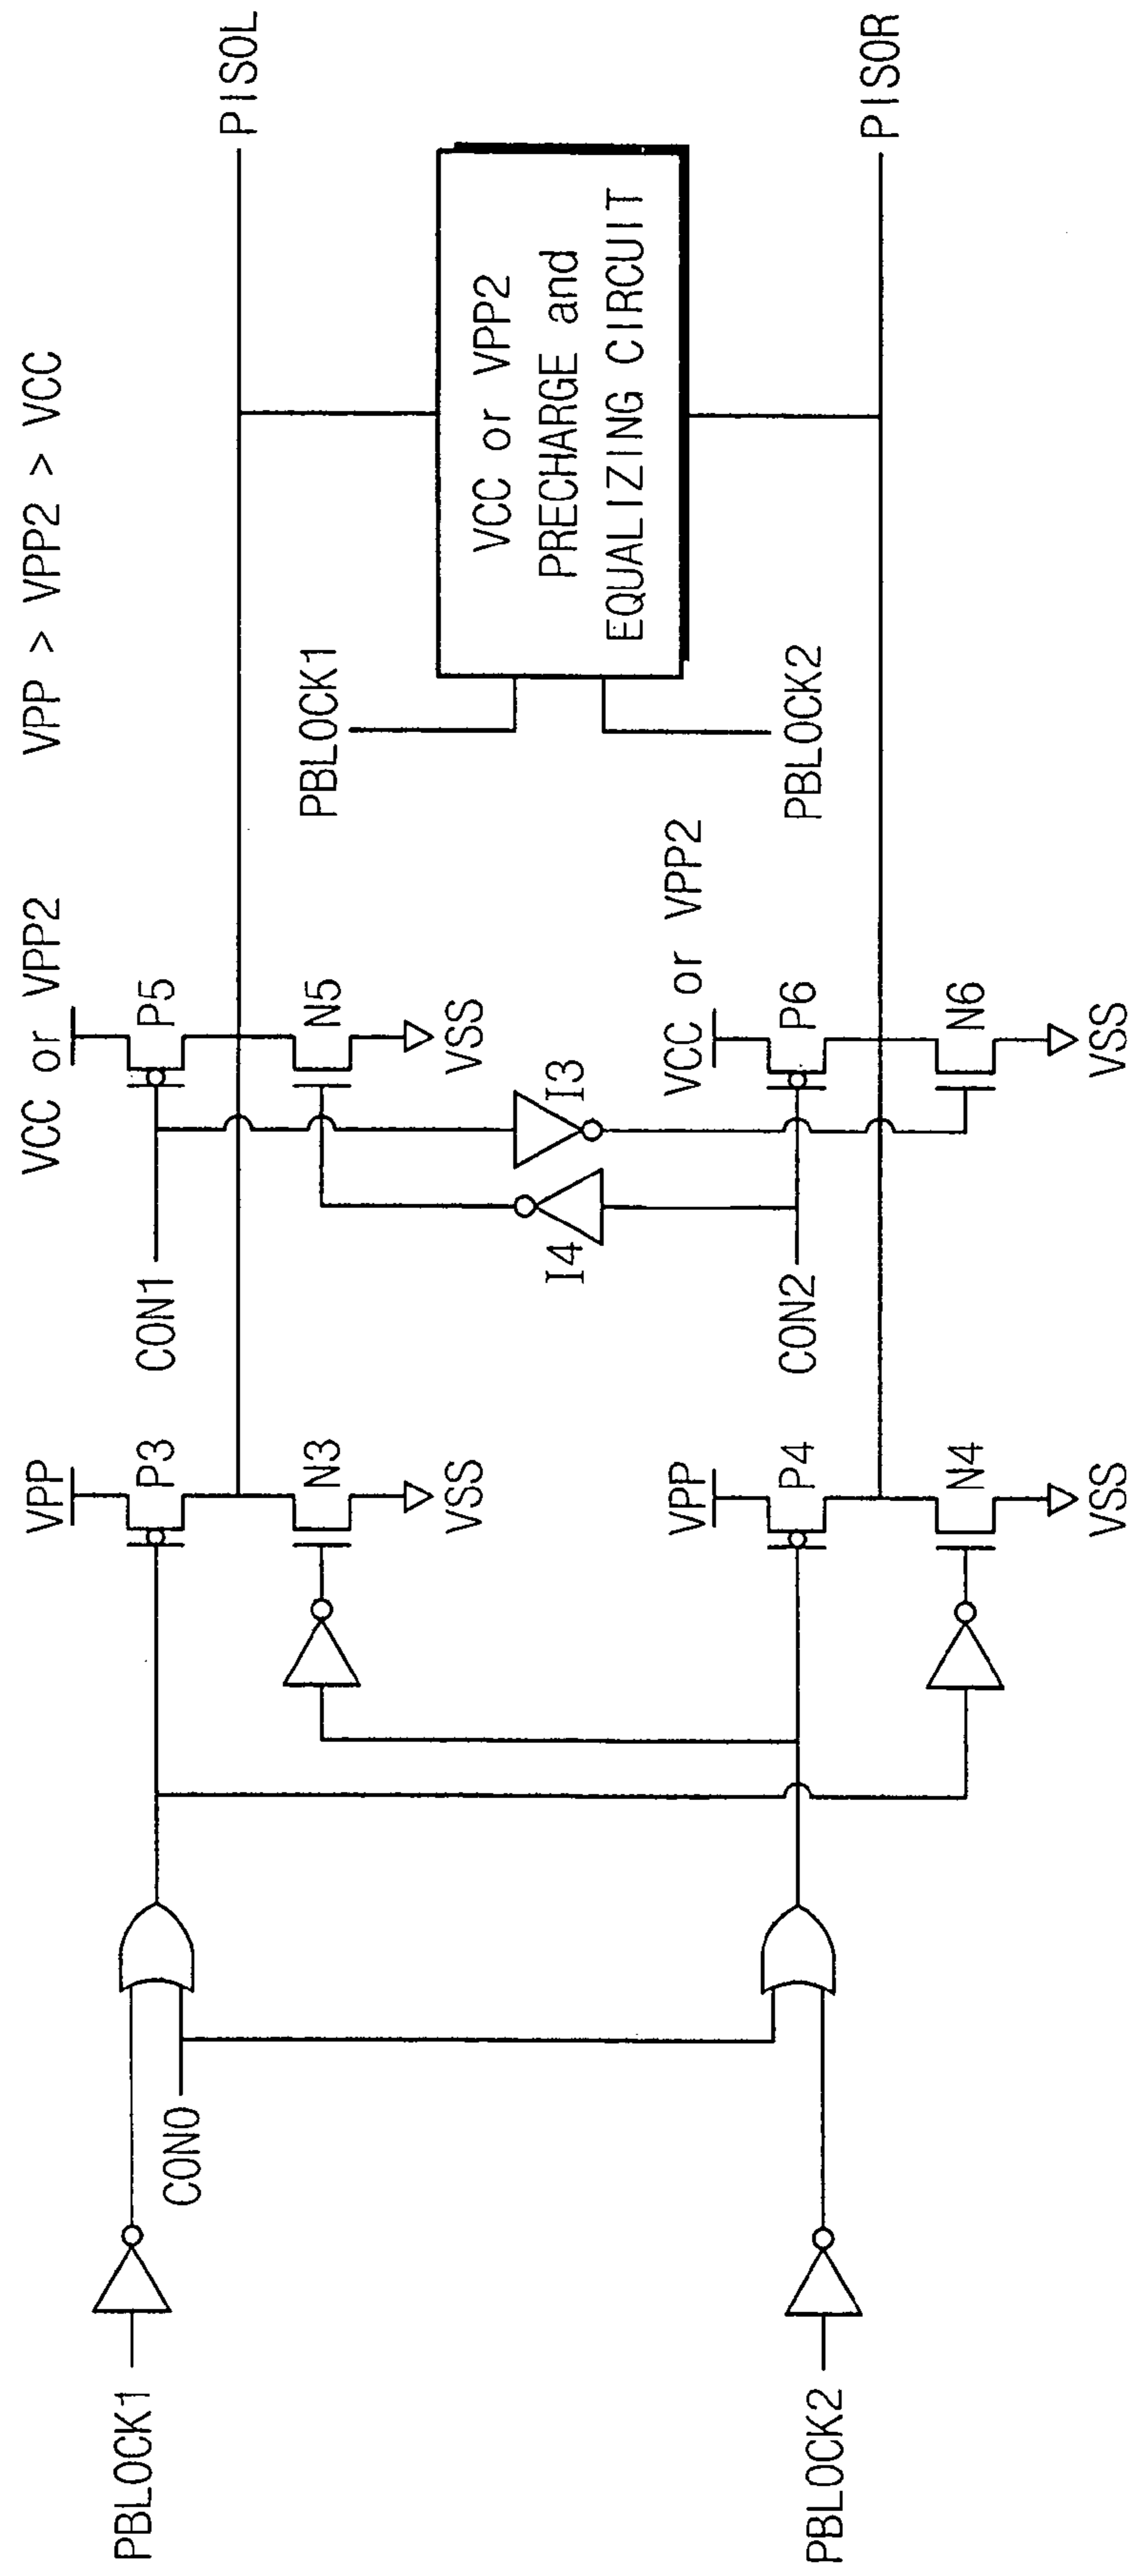 VPP > VPP2 > VCC
VCC or VPP2
VPP
P3
CON1
P5
PISOL
N3
N5
VSS
VSS
PBLOCK1
PBLOCK1
CON0
I4
I3
VCC or VPP2
PRECHARGE and
EQUALIZING CIRCUIT
VPP
VCC or VPP2
P4
CON2
P6
PBLOCK2
PBLOCK2
PISOR
N4
N6
VSS
VSS